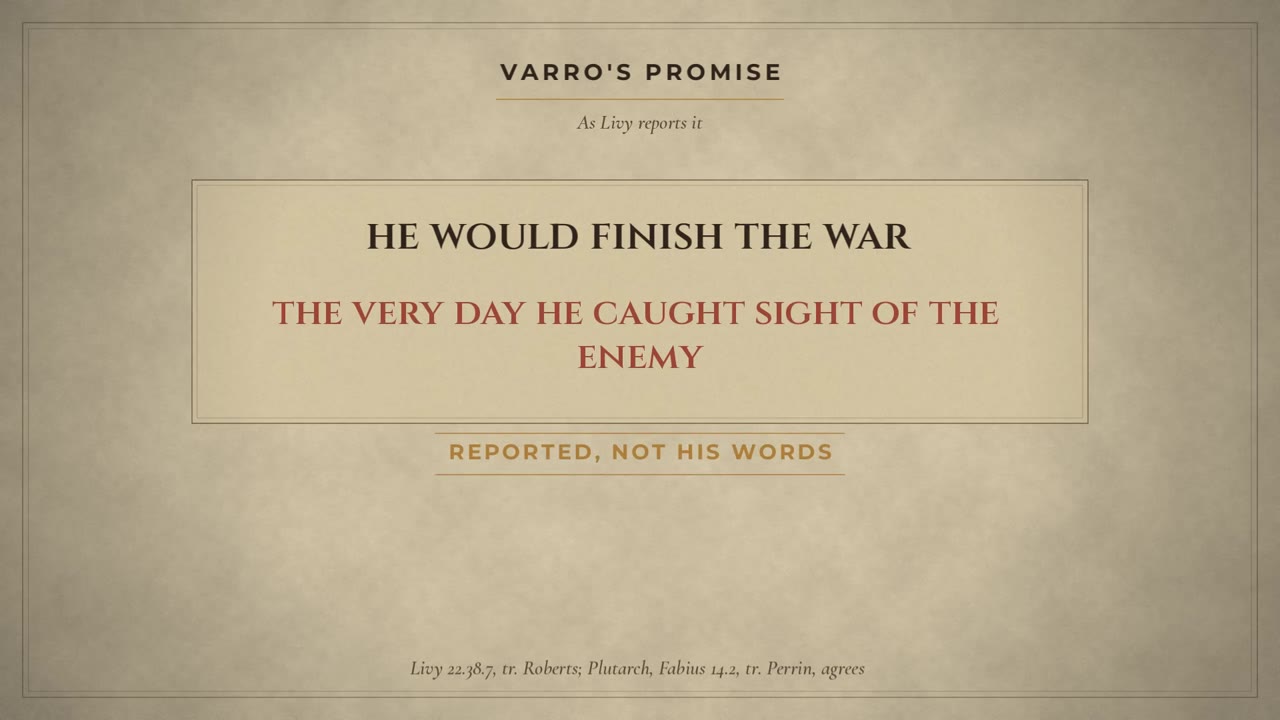 VARRO'S PROMISE
As Livy reports it
HE WOULD FINISH THE WAR
THE VERY DAY HE CAUGHT SIGHT OF THE
ENEMY
REPORTED, NOT HIS WORDS
Livy 22.38.7, tr. Roberts; Plutarch, Fabius 14.2, tr. Perrin, agrees